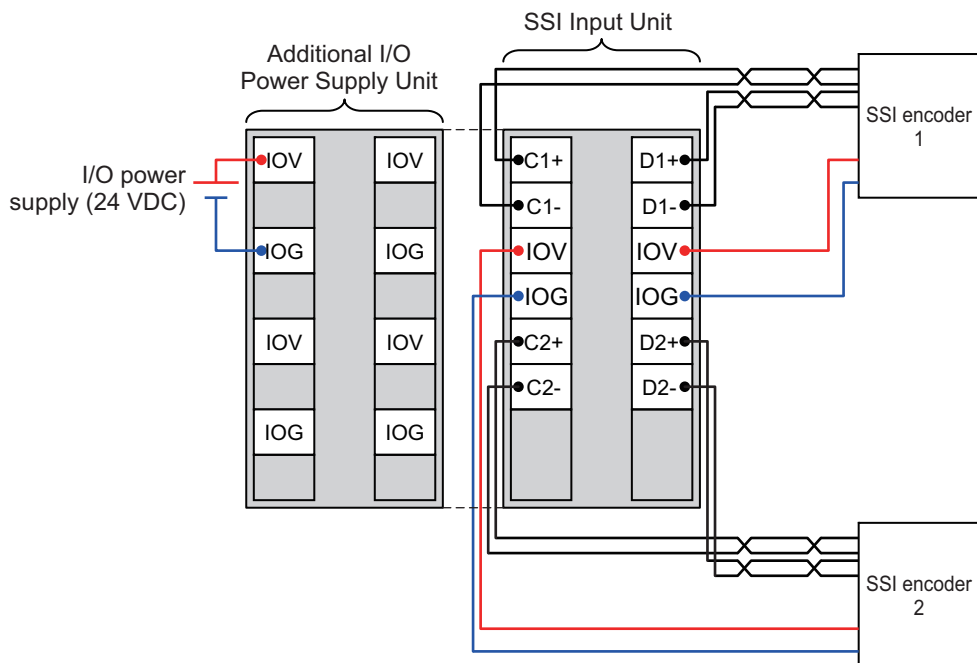 SSI Input Unit
Additional I/O
Power Supply Unit
I/O power
supply (24 VDC)
IOV
IOV
IOG
IOG
IOV
IOV
IOG
IOG
C1+
D1+
C1-
D1-
IOV
IOV
IOG
IOG
C2+
D2+
C2-
D2-
SSI encoder
1
SSI encoder
2